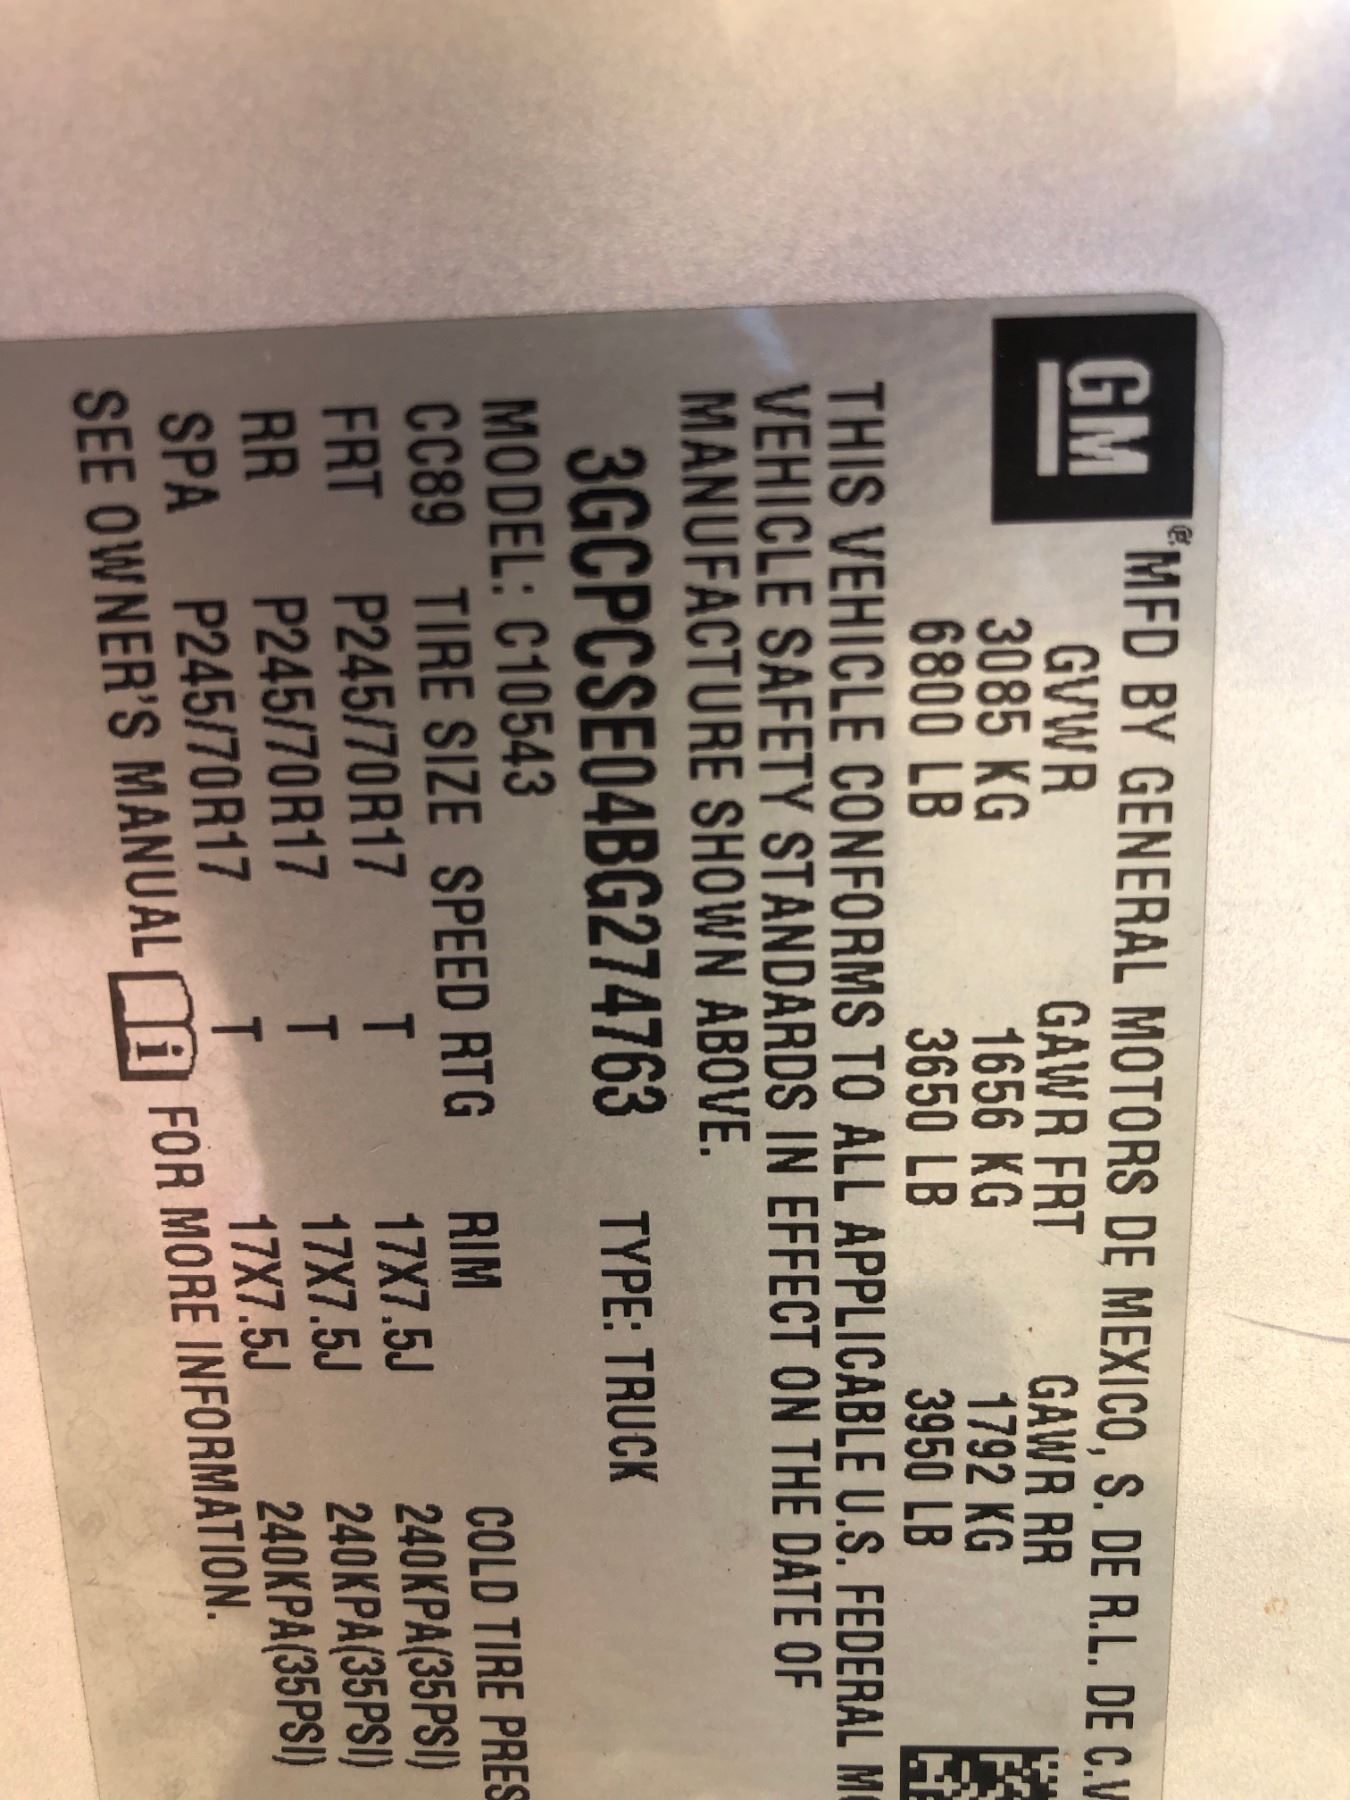 GM® MFD BY GENERAL MOTORS DE MEXICO, S. DE R.L. DE C.V
GVWR GAWR FRT GAWR RR
3085 KG 1656 KG 1792 KG
6800 LB 3650 LB 3950 LB
THIS VEHICLE CONFORMS TO ALL APPLICABLE U.S. FEDERAL
VEHICLE SAFETY STANDARDS IN EFFECT ON THE DATE OF
MANUFACTURE SHOWN ABOVE.
3GCPCSE04BG274763 TYPE: TRUCK
MODEL: C10543
CC89 TIRE SIZE SPEED RTG RIM COLD TIRE PRES
FRT P245/70R17 T 17X7.5J 240KPA(35PSI)
RR P245/70R17 T 17X7.5J 240KPA(35PSI)
SPA P245/70R17 T 17X7.5J 240KPA(35PSI)
SEE OWNER'S MANUAL i FOR MORE INFORMATION.